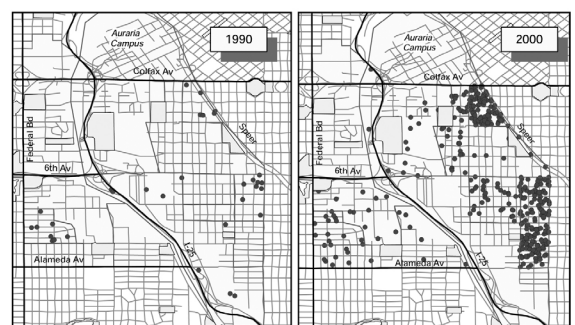 1990
Auraria
Campus
Colfax Av
Speer
Federal Bd
6th Av
I-25
Alameda Av
2000
Auraria
Campus
Colfax Av
Speer
Federal Bd
6th Av
I-25
Alameda Av